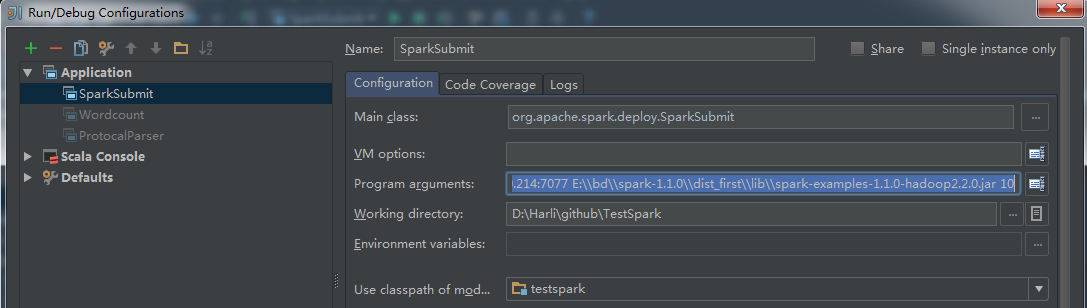 Run/Debug Configurations
Name: SparkSubmit Share Single instance only
Application
SparkSubmit
Wordcount
ProtocalParser
Scala Console
Defaults
Configuration Code Coverage Logs
Main class: org.apache.spark.deploy.SparkSubmit ...
VM options:
Program arguments: .214:7077 E:\\bd\\spark-1.1.0\\dist_first\\lib\\spark-examples-1.1.0-hadoop2.2.0.jar 10
Working directory: D:\Harli\github\TestSpark ...
Environment variables: ...
Use classpath of mod... testspark